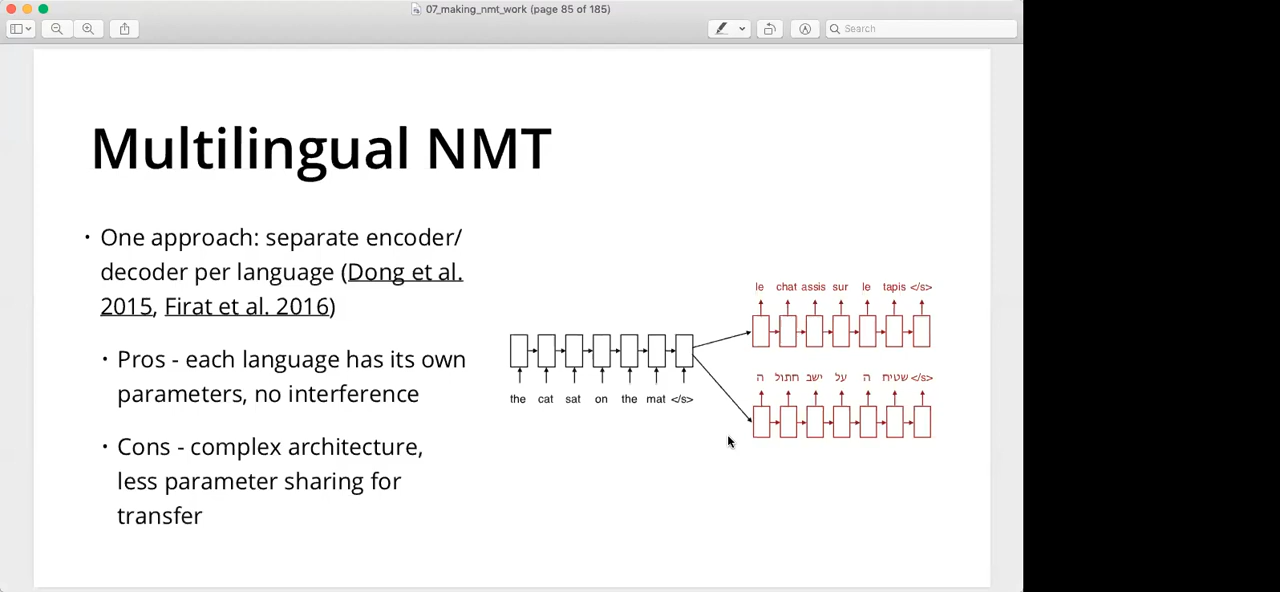 07_making_nmt_work (page 85 of 185)
Search
Multilingual NMT
• One approach: separate encoder/
decoder per language (Dong et al.
2015, Firat et al. 2016)
• Pros - each language has its own
parameters, no interference
• Cons - complex architecture,
less parameter sharing for
transfer
le chat assis sur le tapis </s>
ה חתול ישב על ה שטיח </s>
the cat sat on the mat </s>